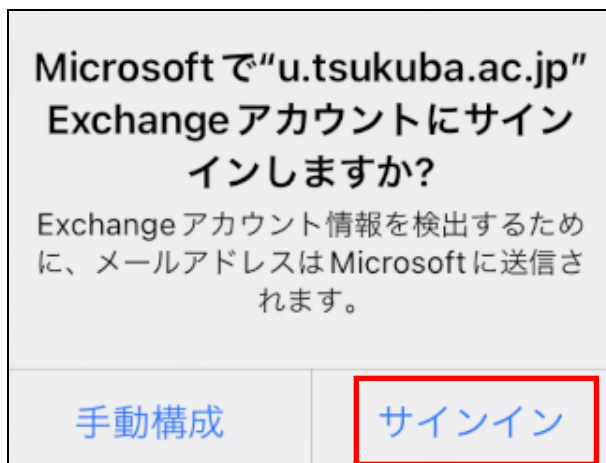 Microsoftで“u.tsukuba.ac.jp”
Exchangeアカウントにサイン
インしますか?
Exchangeアカウント情報を検出するため
に、メールアドレスはMicrosoftに送信さ
れます。
手動構成
サインイン